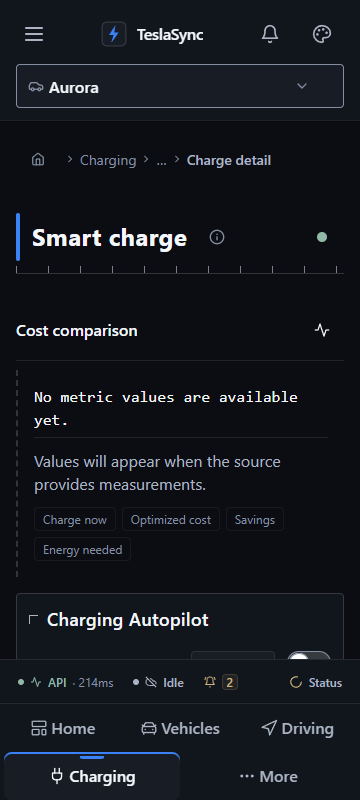 TeslaSync
Aurora
Charging
...
Charge detail
Smart charge
Cost comparison
No metric values are available
yet.
Values will appear when the source
provides measurements.
Charge now
Optimized cost
Savings
Energy needed
Charging Autopilot
API · 214ms
Idle
2
Status
Home
Vehicles
Driving
Charging
More